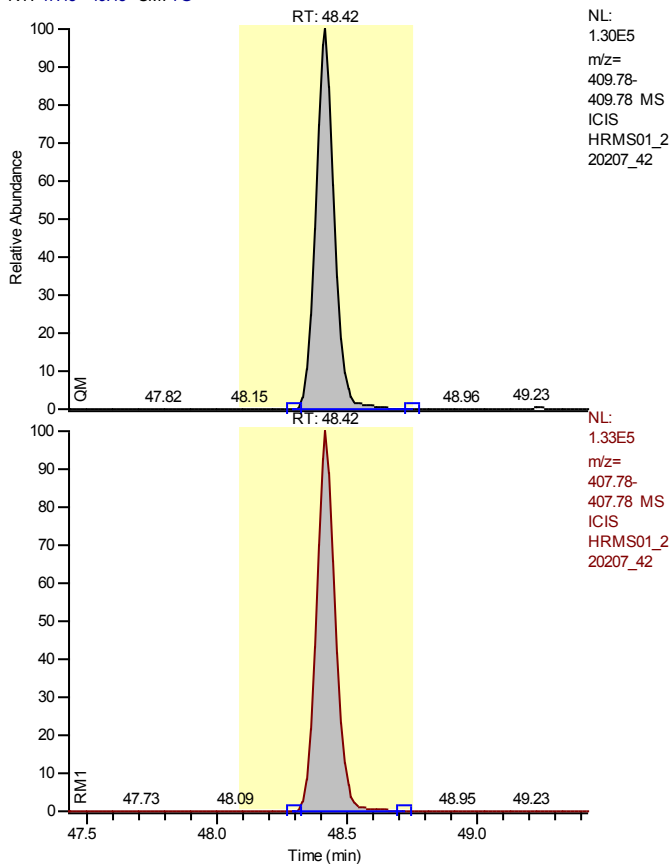 RT: 48.42
NL:
1.30E5
m/z=
409.78-
409.78 MS
ICIS
HRMS01_2
20207_42
100
90
80
70
60
50
40
30
20
10
0
Relative Abundance
QM
47.82 48.15 48.96 49.23
RT: 48.42
NL:
1.33E5
m/z=
407.78-
407.78 MS
ICIS
HRMS01_2
20207_42
100
90
80
70
60
50
40
30
20
10
0
RM1
47.73 48.09 48.95 49.23
47.5 48.0 48.5 49.0
Time (min)